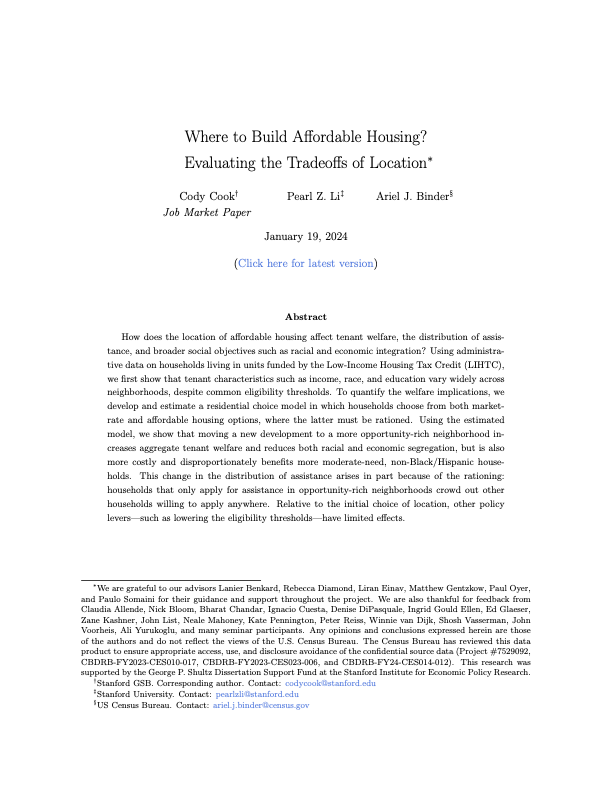 Where to Build Affordable Housing?
Evaluating the Tradeoffs of Location*
Cody Cook† Pearl Z. Li‡ Ariel J. Binder§
Job Market Paper
January 19, 2024
(Click here for latest version)
Abstract
How does the location of affordable housing affect tenant welfare, the distribution of assis-
tance, and broader social objectives such as racial and economic integration? Using administra-
tive data on households living in units funded by the Low-Income Housing Tax Credit (LIHTC),
we first show that tenant characteristics such as income, race, and education vary widely across
neighborhoods, despite common eligibility thresholds. To quantify the welfare implications, we
develop and estimate a residential choice model in which households choose from both market-
rate and affordable housing options, where the latter must be rationed. Using the estimated
model, we show that moving a new development to a more opportunity-rich neighborhood in-
creases aggregate tenant welfare and reduces both racial and economic segregation, but is also
more costly and disproportionately benefits more moderate-need, non-Black/Hispanic house-
holds. This change in the distribution of assistance arises in part because of the rationing:
households that only apply for assistance in opportunity-rich neighborhoods crowd out other
households willing to apply anywhere. Relative to the initial choice of location, other policy
levers—such as lowering the eligibility thresholds—have limited effects.
*We are grateful to our advisors Lanier Benkard, Rebecca Diamond, Liran Einav, Matthew Gentzkow, Paul Oyer,
and Paulo Somaini for their guidance and support throughout the project. We are also thankful for feedback from
Claudia Allende, Nick Bloom, Bharat Chandar, Ignacio Cuesta, Denise DiPasquale, Ingrid Gould Ellen, Ed Glaeser,
Zane Kashner, John List, Neale Mahoney, Kate Pennington, Peter Reiss, Winnie van Dijk, Shosh Vasserman, John
Voorheis, Ali Yurukoglu, and many seminar participants. Any opinions and conclusions expressed herein are those
of the authors and do not reflect the views of the U.S. Census Bureau. The Census Bureau has reviewed this data
product to ensure appropriate access, use, and disclosure avoidance of the confidential source data (Project #7529092,
CBDRB-FY2023-CES010-017, CBDRB-FY2023-CES023-006, and CBDRB-FY24-CES014-012). This research was
supported by the George P. Shultz Dissertation Support Fund at the Stanford Institute for Economic Policy Research.
†Stanford GSB. Corresponding author. Contact: codycook@stanford.edu
‡Stanford University. Contact: pearlzli@stanford.edu
§US Census Bureau. Contact: ariel.j.binder@census.gov